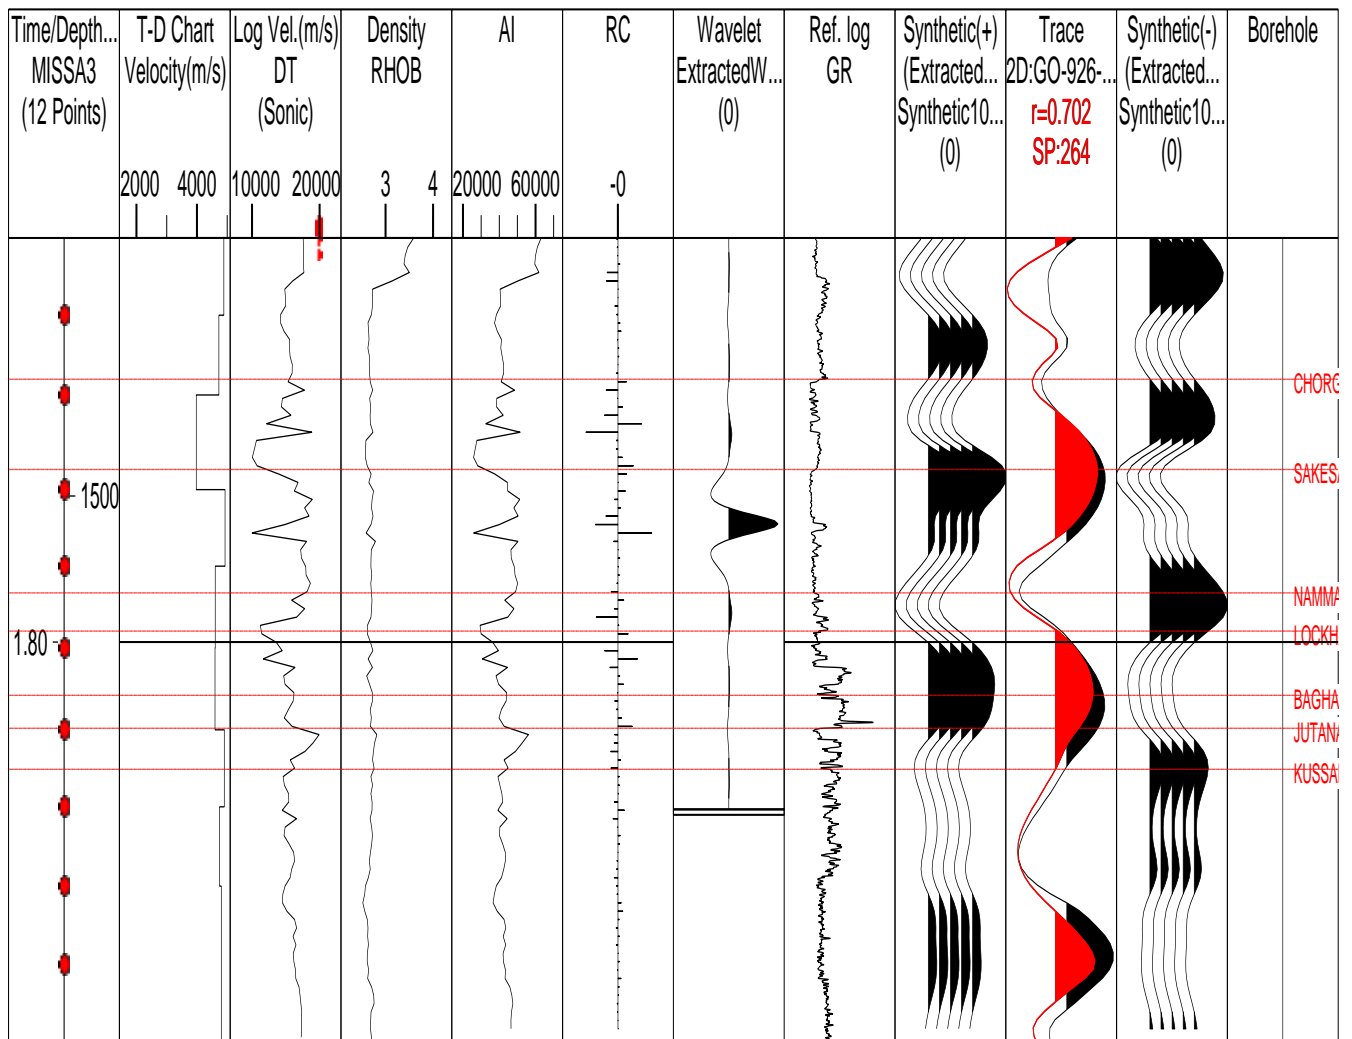 Time/Depth... T-D Chart Log Vel.(m/s) Density AI RC Wavelet Ref. log Synthetic(+) Trace Synthetic(-) Borehole
MISSA3 Velocity(m/s) DT RHOB ExtractedW... GR (Extracted... 2D:GO-926-... (Extracted...
(12 Points) (Sonic) (0) Synthetic10... r=0.702 Synthetic10...
(0) SP:264 (0)
2000 4000 10000 20000 3 4 20000 60000 -0
CHORG
SAKESA
1500
NAMMA
LOCKH
1.80
BAGHA
JUTANA
KUSSA